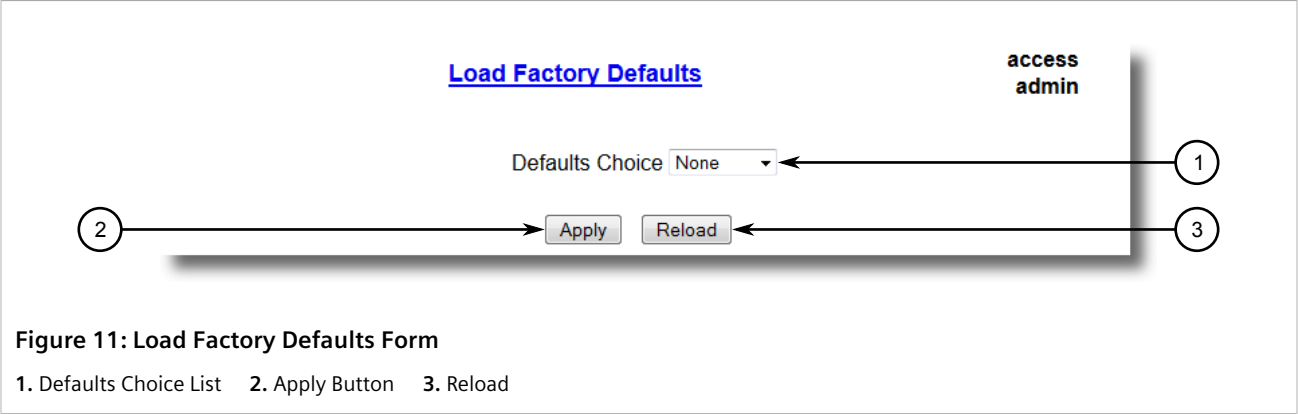 Load Factory Defaults
access
admin
Defaults Choice None
1
2
Apply Reload
3
Figure 11: Load Factory Defaults Form
1. Defaults Choice List 2. Apply Button 3. Reload